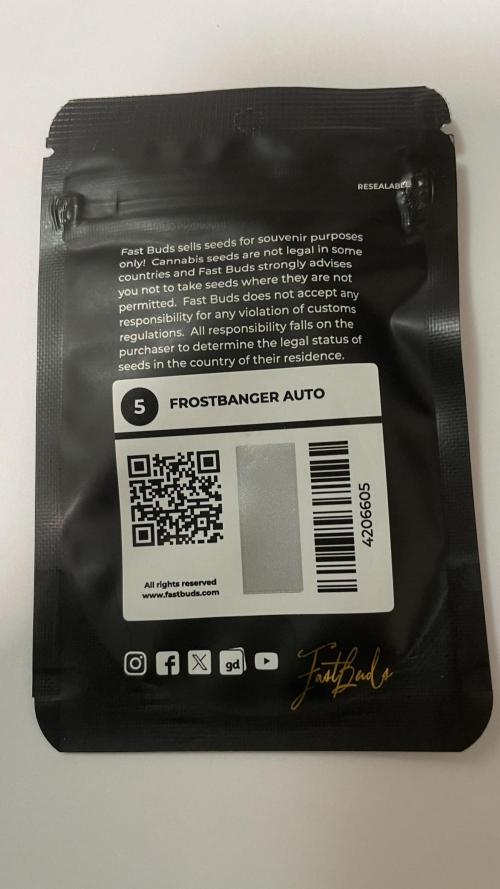 RESEALABLE
Fast Buds sells seeds for souvenir purposes
only! Cannabis seeds are not legal in some
countries and Fast Buds strongly advises
you not to take seeds where they are not
permitted. Fast Buds does not accept any
responsibility for any violation of customs
regulations. All responsibility falls on the
purchaser to determine the legal status of
seeds in the country of their residence.
5 FROSTBANGER AUTO
4206605
All rights reserved
www.fastbuds.com
gd
FastBuds